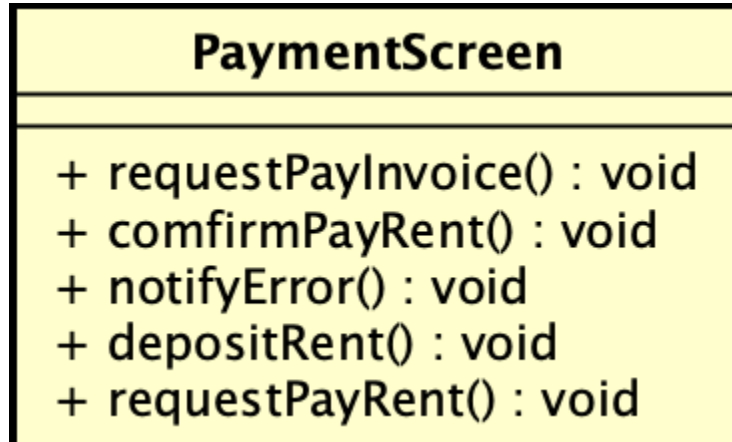 PaymentScreen
+ requestPayInvoice() : void
+ comfirmPayRent() : void
+ notifyError() : void
+ depositRent() : void
+ requestPayRent() : void